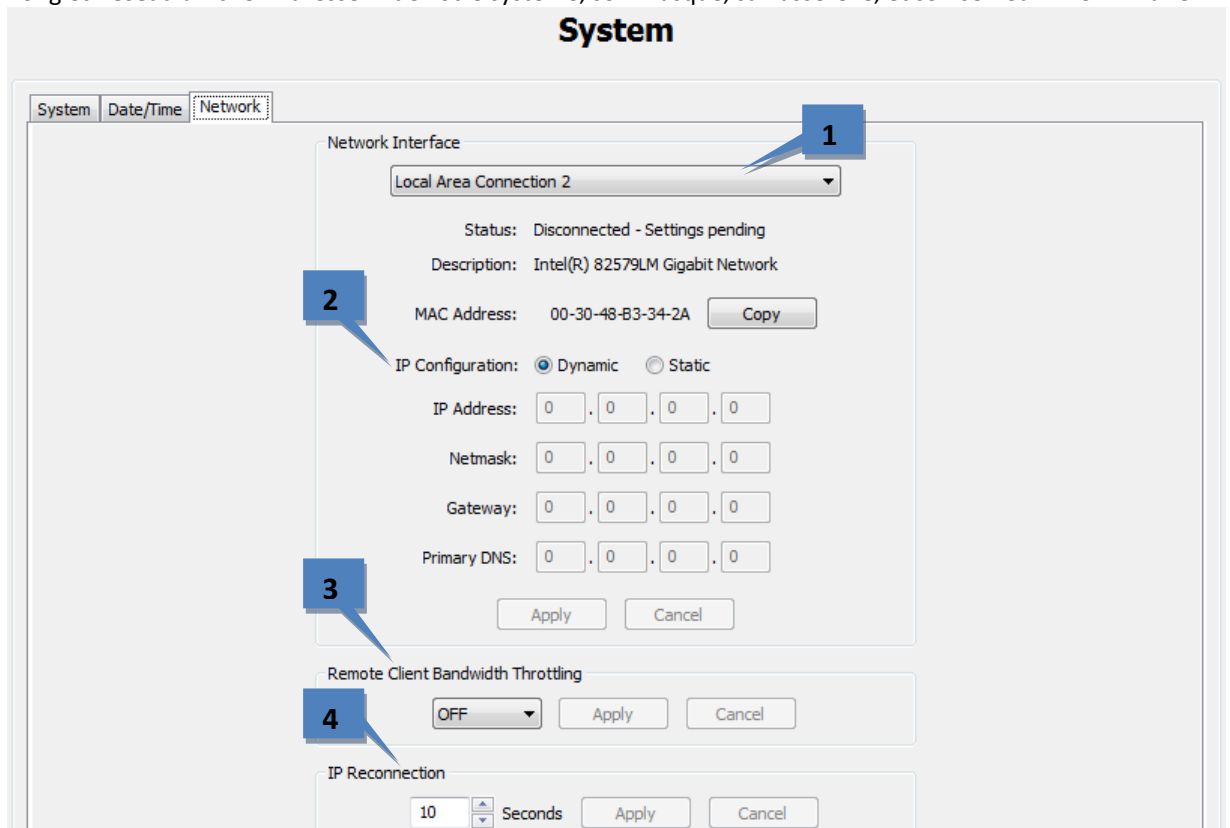 System
System Date/Time Network
Network Interface
1
Local Area Connection 2
Status: Disconnected - Settings pending
Description: Intel(R) 82579LM Gigabit Network
2
MAC Address: 00-30-48-B3-34-2A Copy
IP Configuration: Dynamic Static
IP Address: 0 . 0 . 0 . 0
Netmask: 0 . 0 . 0 . 0
Gateway: 0 . 0 . 0 . 0
Primary DNS: 0 . 0 . 0 . 0
3
Apply Cancel
Remote Client Bandwidth Throttling
4
OFF Apply Cancel
IP Reconnection
10 Seconds Apply Cancel